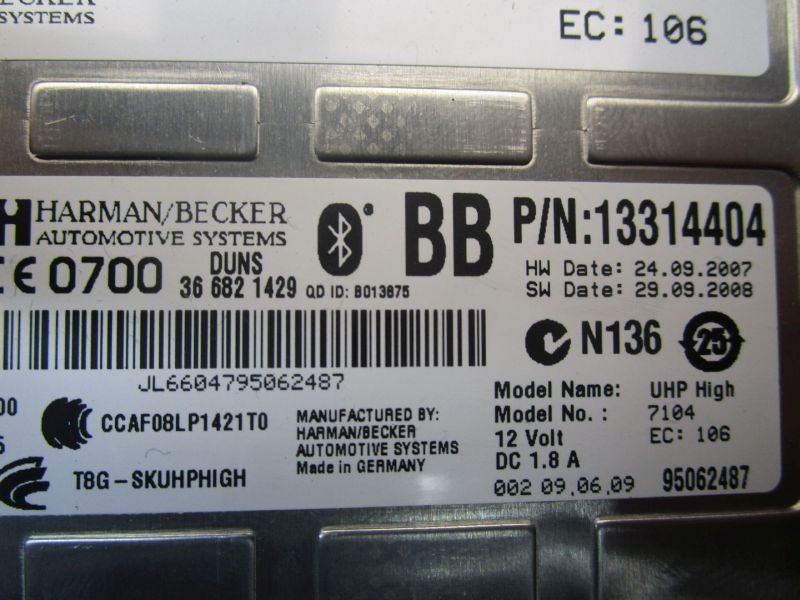 SYSTEMS
EC: 106
HARMAN/BECKER
AUTOMOTIVE SYSTEMS
BB
P/N:13314404
CE 0700
DUNS
36 682 1429
QD ID: B013875
HW Date: 24.09.2007
SW Date: 29.09.2008
N136
25
JL6604795062487
CCAF08LP1421T0
T8G-SKUHPHIGH
MANUFACTURED BY:
HARMAN/BECKER
AUTOMOTIVE SYSTEMS
Made in GERMANY
Model Name: UHP High
Model No.: 7104
12 Volt EC: 106
DC 1.8 A
002 09.06.09 95062487